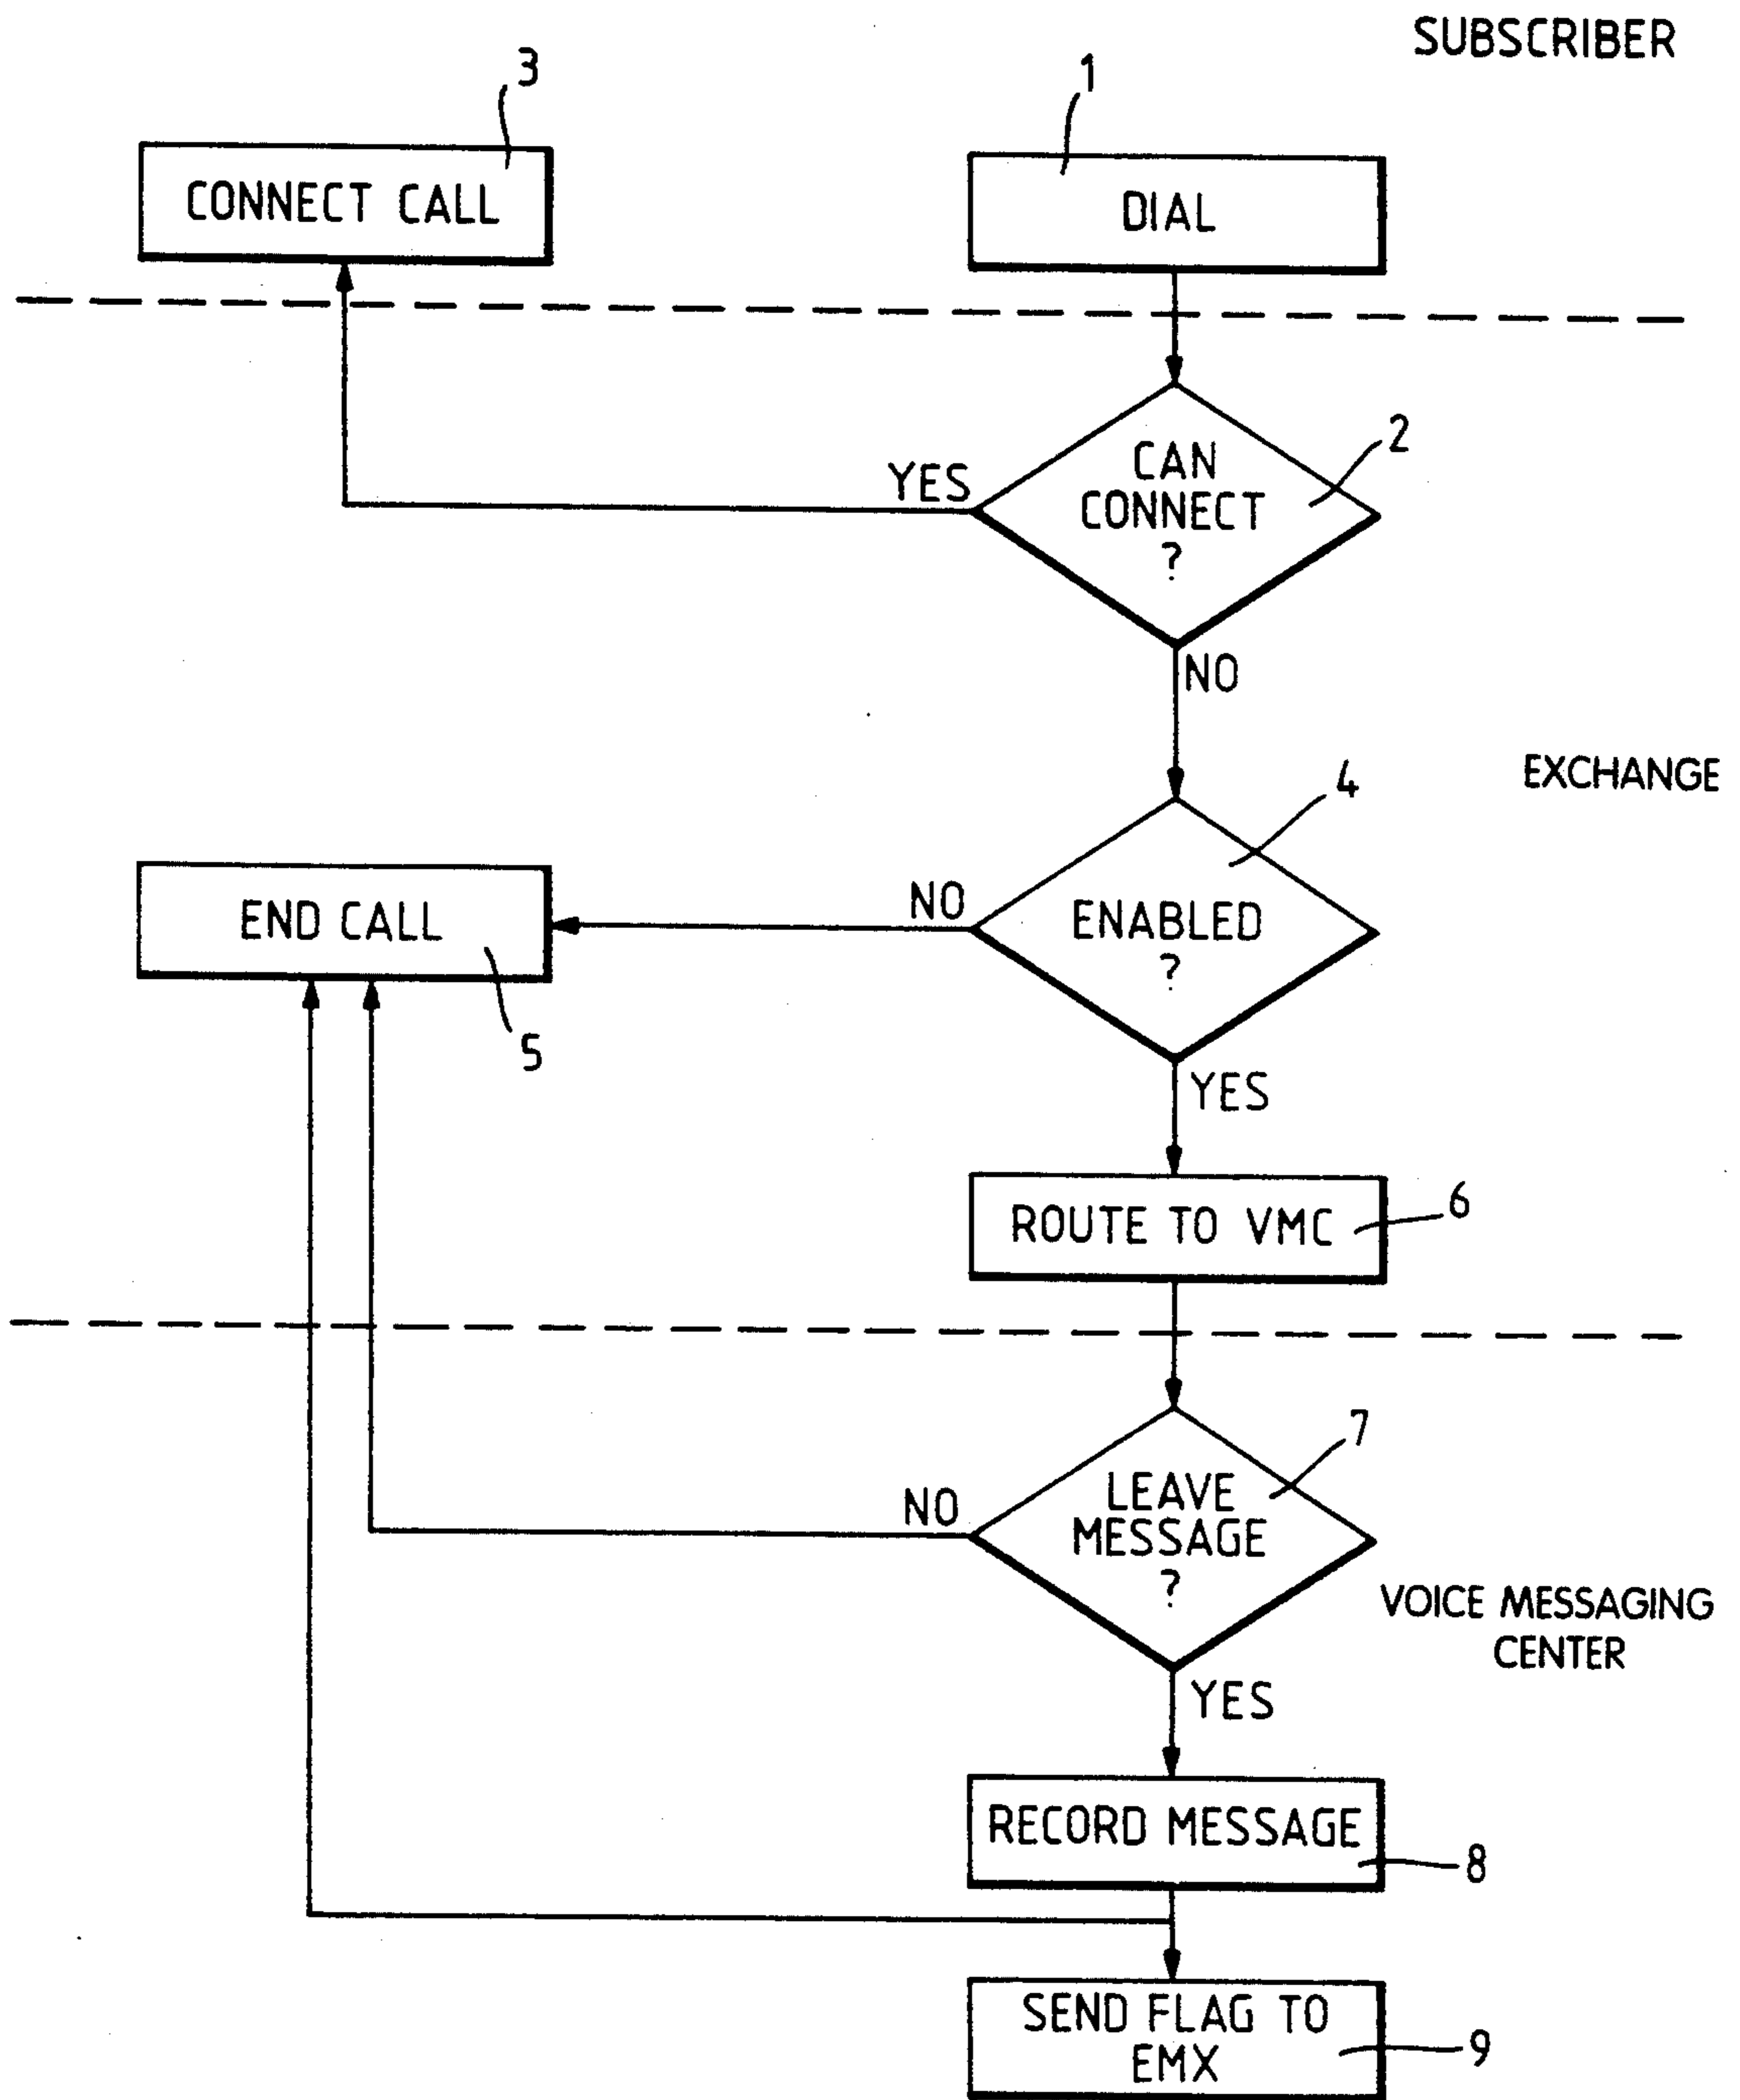 SUBSCRIBER
3
1
CONNECT CALL
DIAL
2
CAN
CONNECT
?
YES
NO
EXCHANGE
4
END CALL
NO
ENABLED
?
5
YES
ROUTE TO VMC
6
7
LEAVE
MESSAGE
?
NO
VOICE MESSAGING
CENTER
YES
RECORD MESSAGE
8
SEND FLAG TO
EMX
9